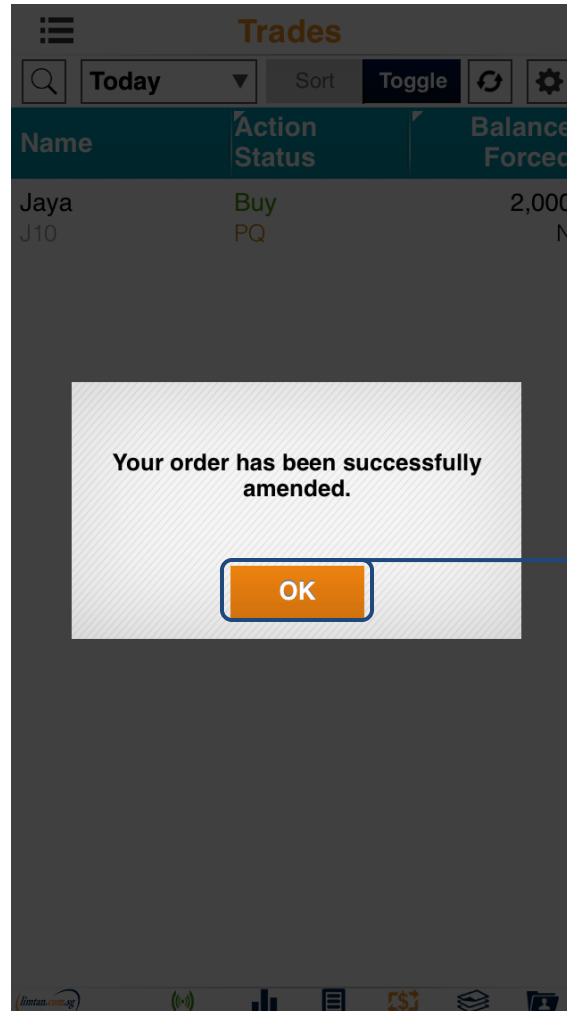 Trades
Today ▼ Sort Toggle
Name Action Balance
Status Forced
Jaya Buy 2,000
J10 PQ N
Your order has been successfully
amended.
OK
limtan.com.sg